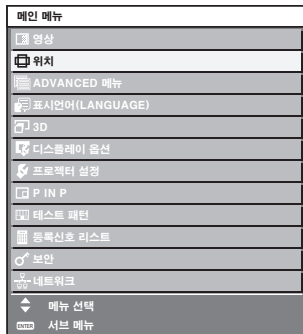 메인 메뉴
영상
위치
ADVANCED 메뉴
표시언어(LANGUAGE)
3D
디스플레이 옵션
프로젝터 설정
P IN P
테스트 패턴
등록신호 리스트
보안
네트워크
메뉴 선택
ENTER 서브 메뉴